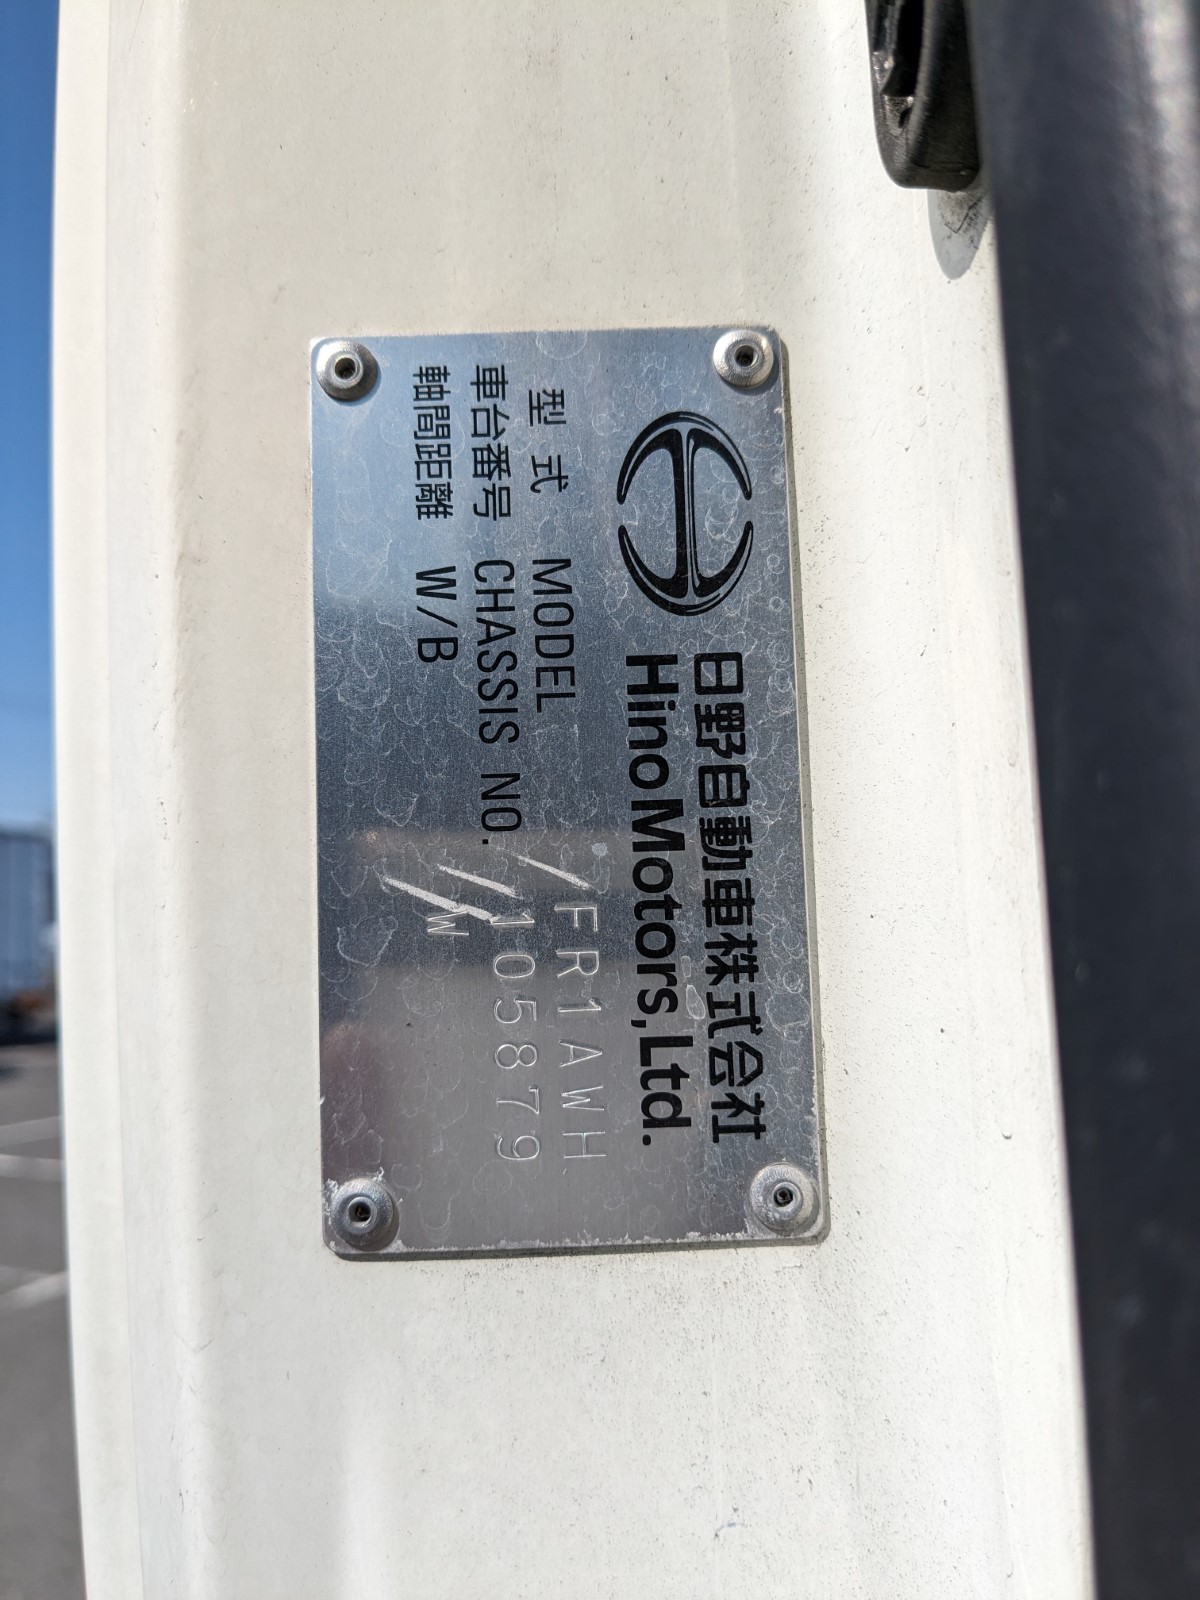 日野自動車株式会社
Hino Motors, Ltd.
型式 MODEL FR1AWH
車台番号 CHASSIS NO. 105879
軸間距離 W/B W